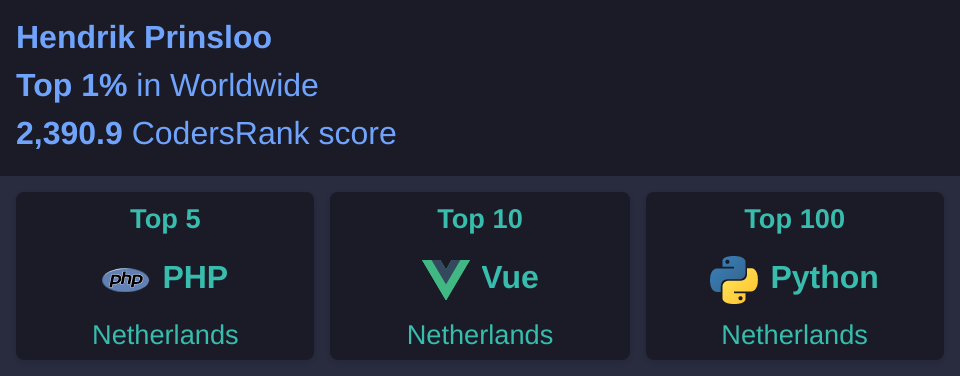 Hendrik Prinsloo
Top 1% in Worldwide
2,390.9 CodersRank score
Top 5
php PHP
Netherlands
Top 10
Vue
Netherlands
Top 100
Python
Netherlands